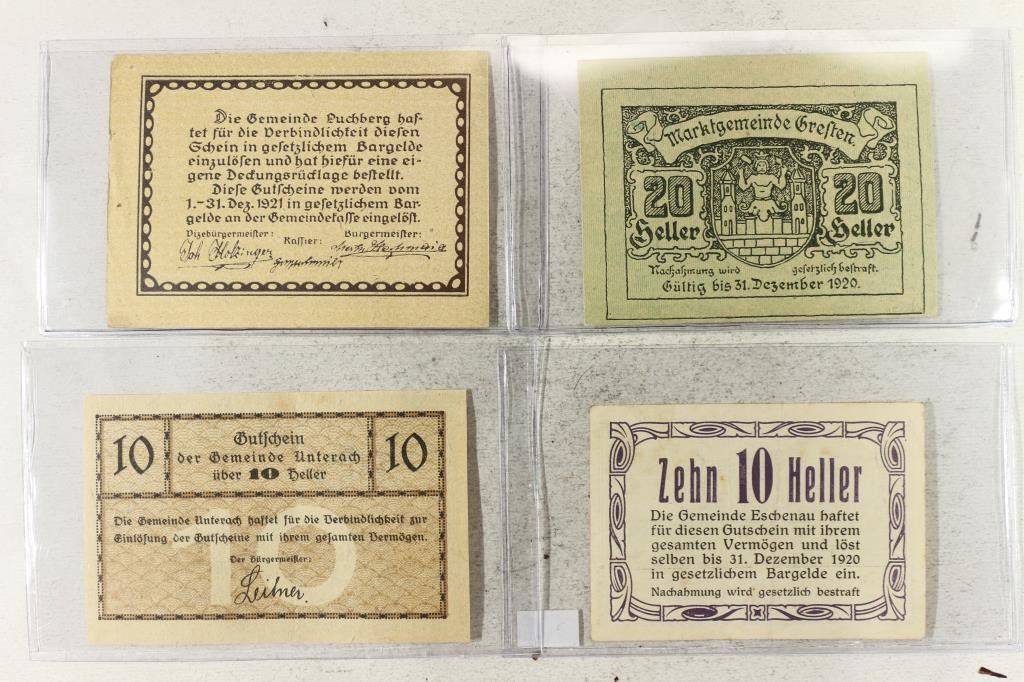 Die Gemeinde Puchberg haf-
tet für die Verbindlichkeit diesen
Schein in gesetzlichem Bargelde
einzulösen und hat hiefür eine ei-
gene Deckungsrücklage bestellt.
Diese Gutscheine werden vom
1.-31. Dez. 1921 in gesetzlichem Bar-
gelde an der Gemeindekasse eingelöst.
Vizebürgermeister: Kassier: Bürgermeister:
Marktgemeinde Gresten.
20 20
Heller Heller
Nachahmung wird gesetzlich bestraft.
Gültig bis 31. Dezember 1920.
10 10
Gutschein
der Gemeinde Unterach
über 10 Heller
Die Gemeinde Unterach haftet für die Verbindlichkeit zur
Einlösung der Gutscheine mit ihrem gesamten Vermögen.
Der Bürgermeister:
10
Zehn 10 Heller
Die Gemeinde Eschenau haftet
für diesen Gutschein mit ihrem
gesamten Vermögen und löst
selben bis 31. Dezember 1920
in gesetzlichem Bargelde ein.
Nachahmung wird gesetzlich bestraft